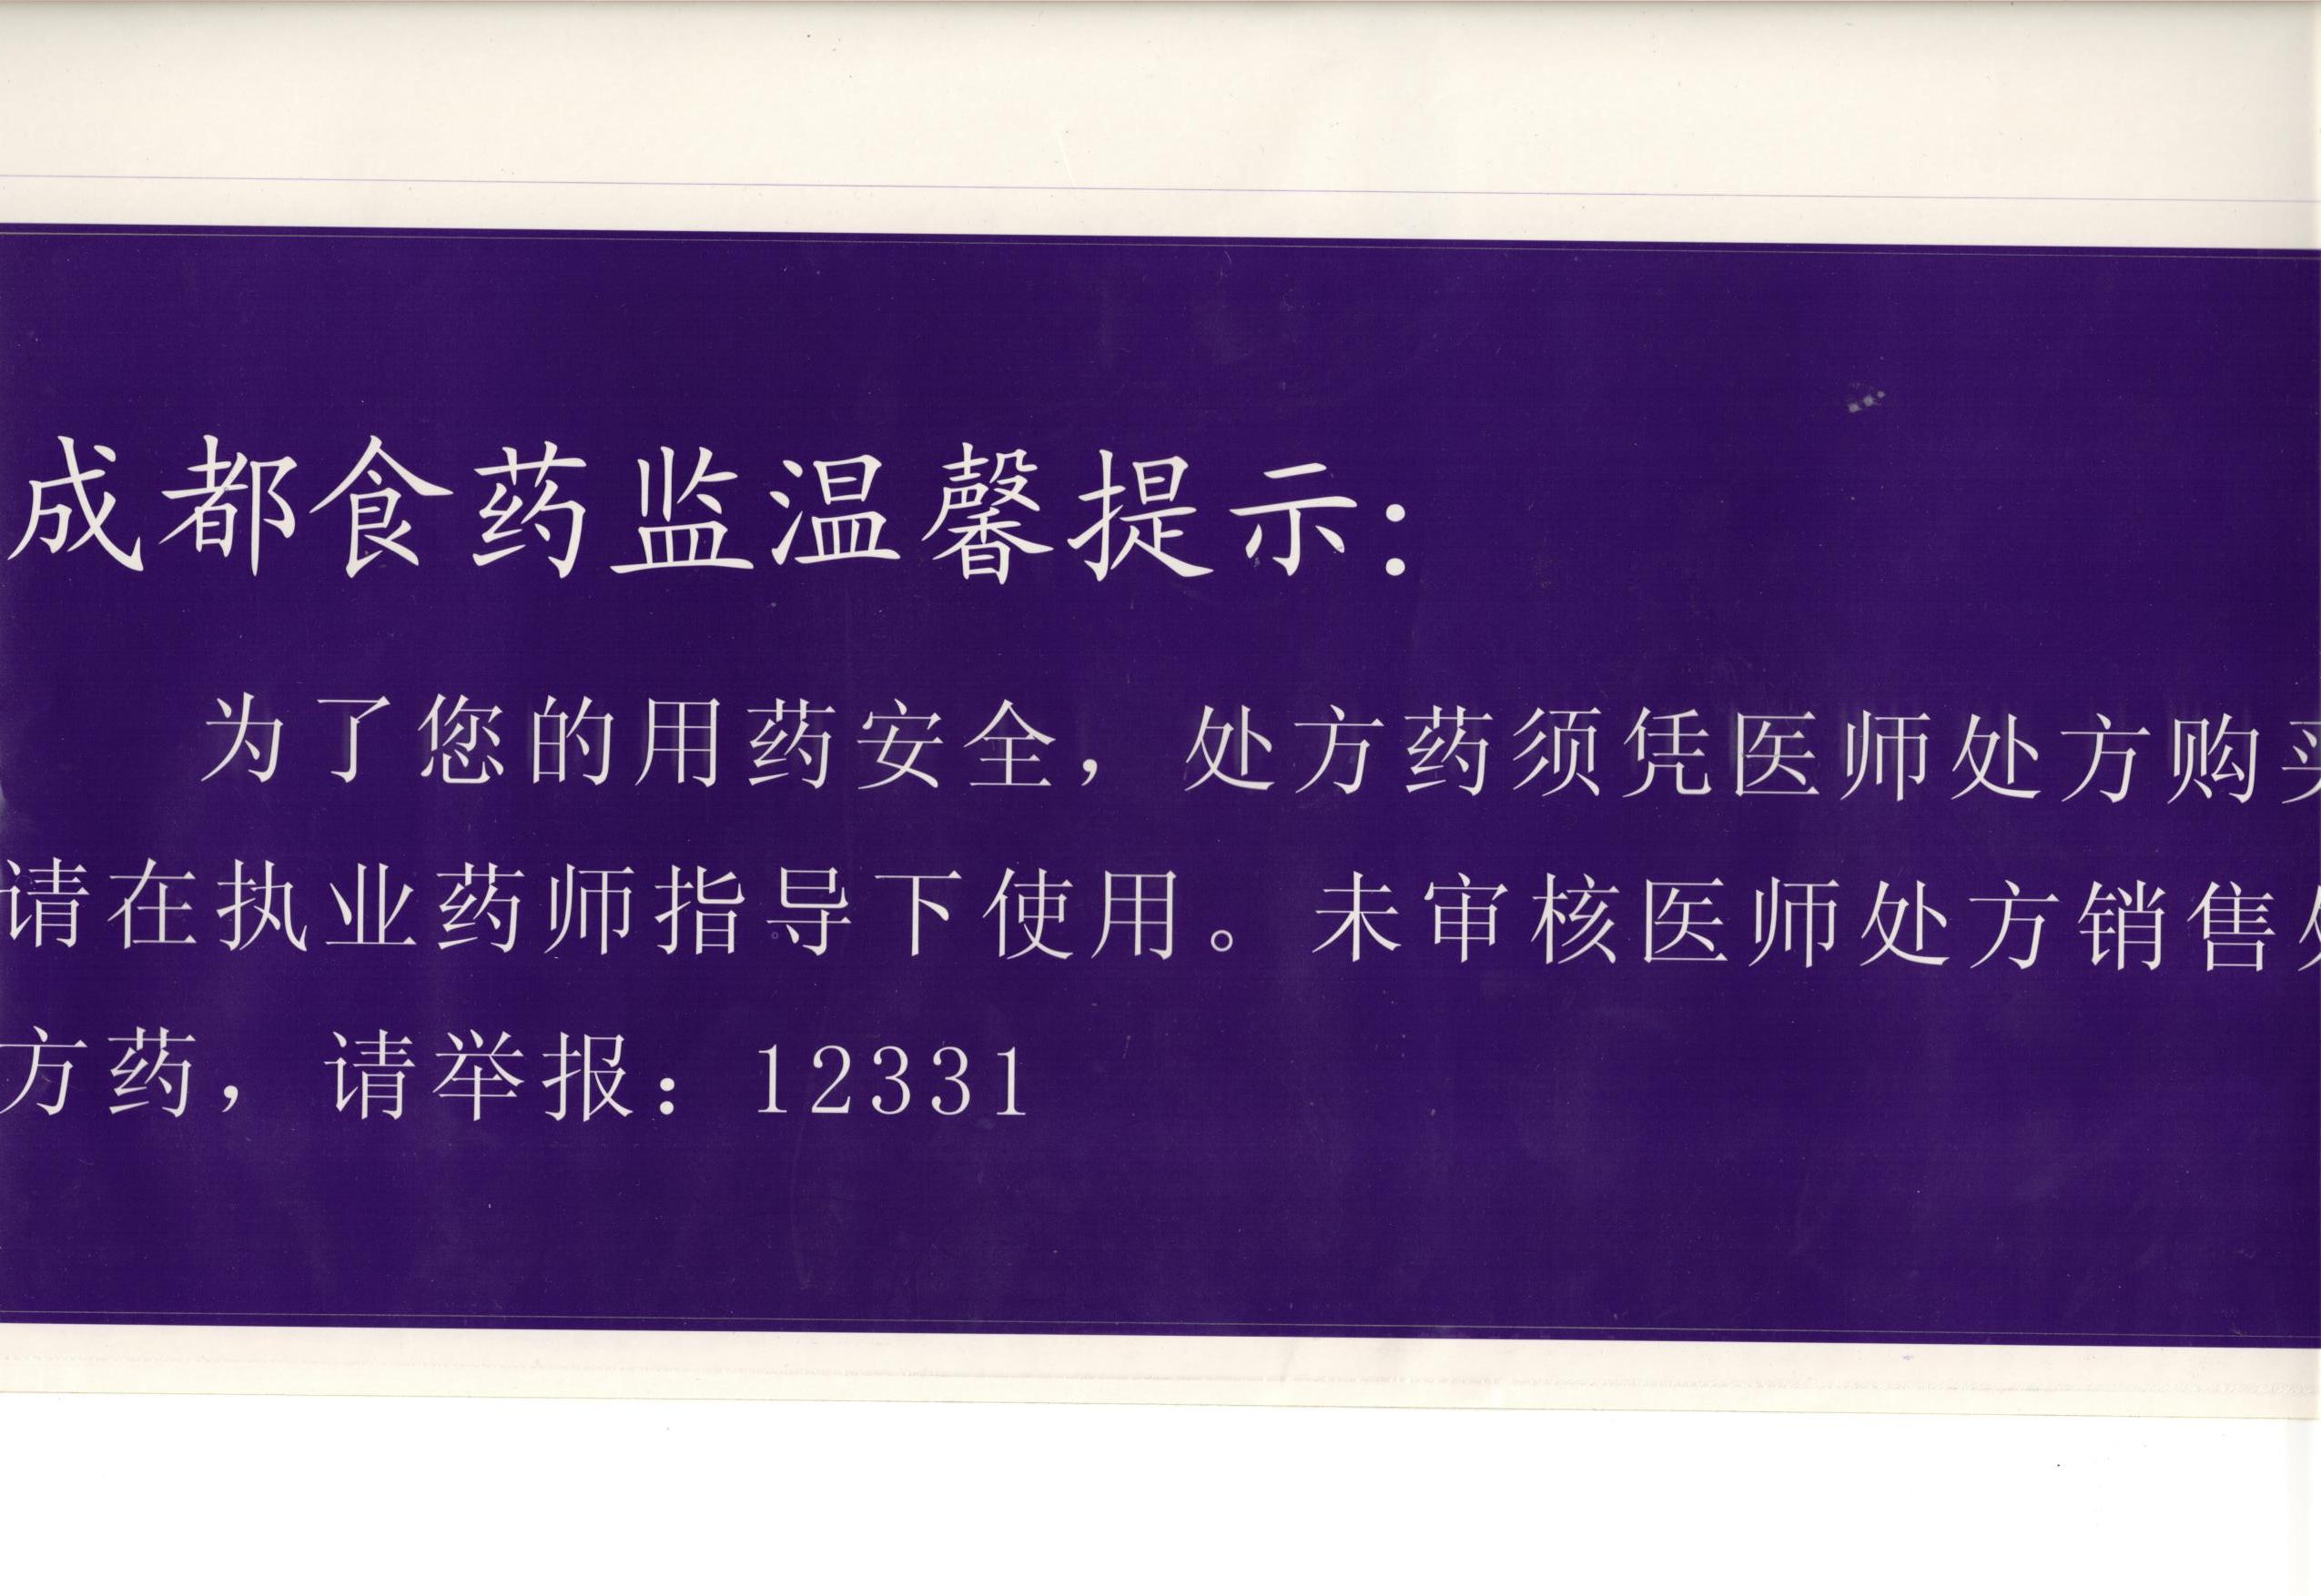 成都食药监温馨提示：
为了您的用药安全，处方药须凭医师处方购买
请在执业药师指导下使用。未审核医师处方销售处
方药，请举报：12331